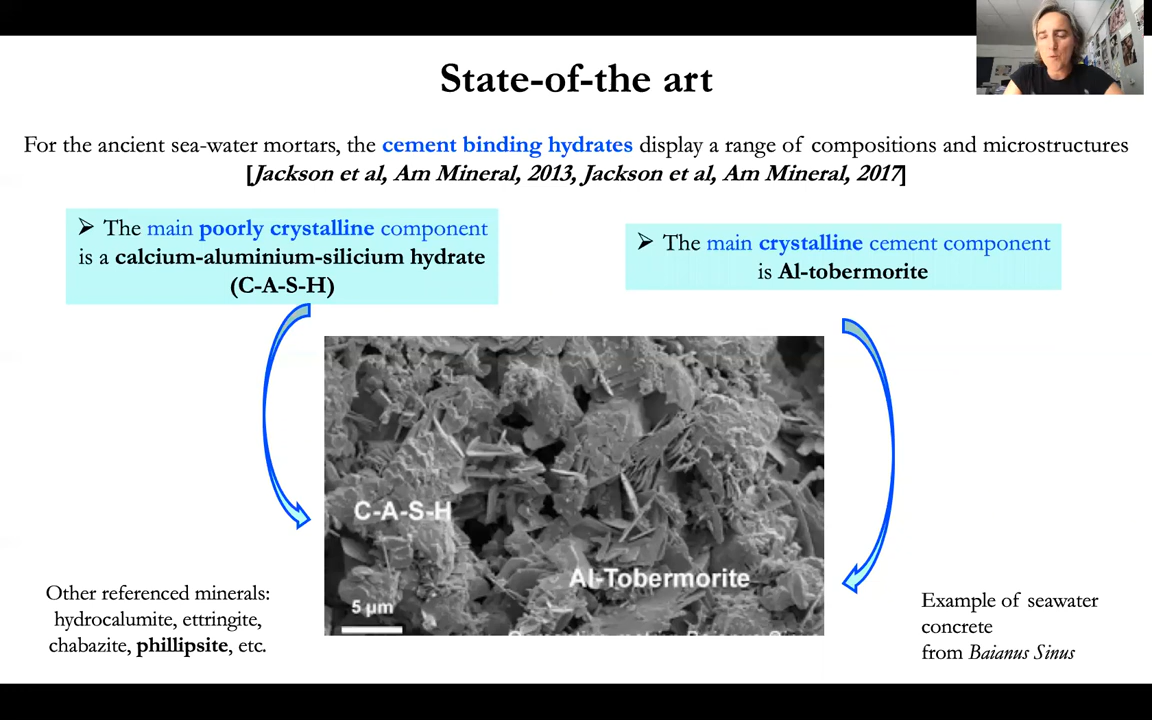 State-of-the art
For the ancient sea-water mortars, the cement binding hydrates display a range of compositions and microstructures
[Jackson et al, Am Mineral, 2013, Jackson et al, Am Mineral, 2017]
➢ The main poorly crystalline component
is a calcium-aluminium-silicium hydrate
(C-A-S-H)
➢ The main crystalline cement component
is Al-tobermorite
C-A-S-H
Al-Tobermorite
5 µm
Other referenced minerals:
hydrocalumite, ettringite,
chabazite, phillipsite, etc.
Example of seawater
concrete
from Baianus Sinus